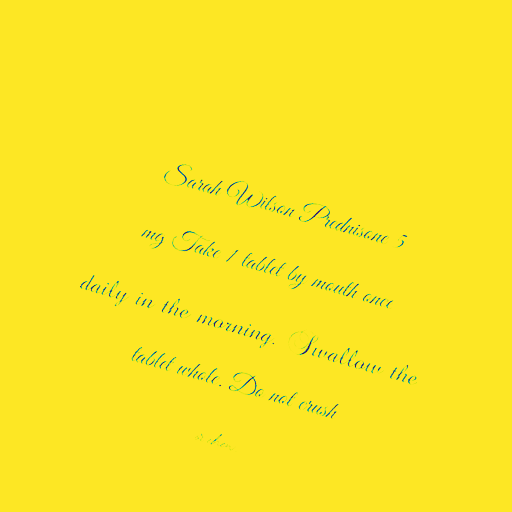 Sarah Wilson Prednisone 5
mg Take 1 tablet by mouth once
daily in the morning. Swallow the
tablet whole. Do not crush